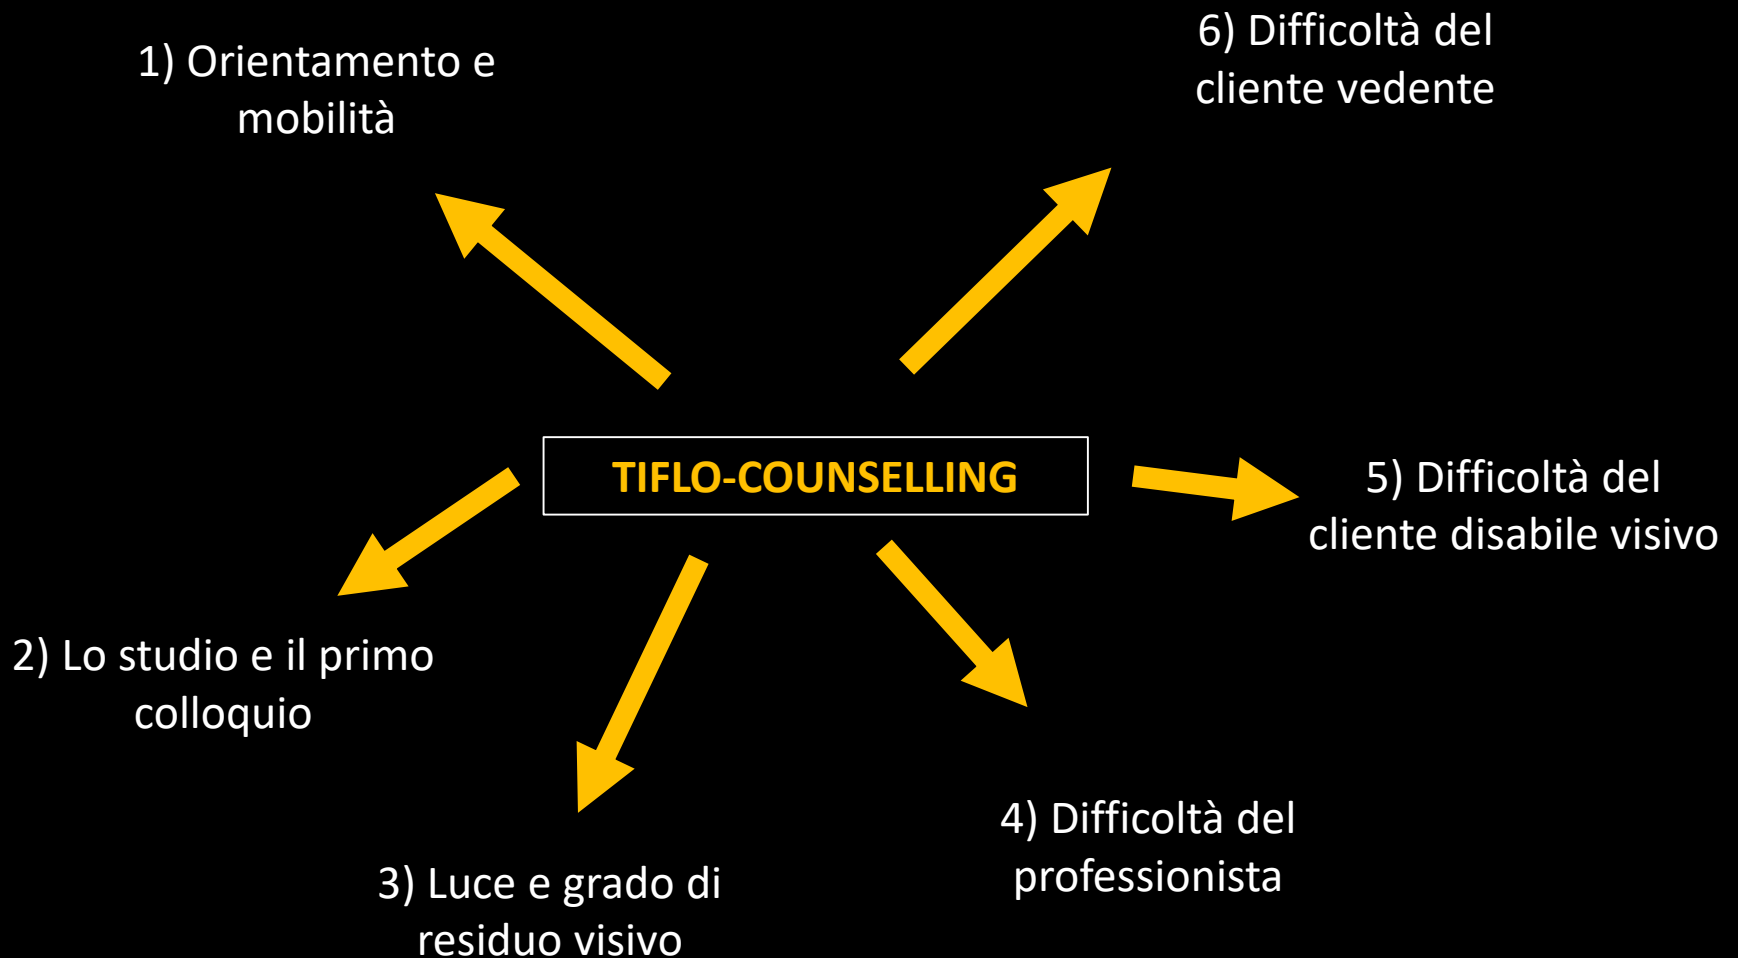 1) Orientamento e
mobilità
6) Difficoltà del
cliente vedente
TIFLO-COUNSELLING
5) Difficoltà del
cliente disabile visivo
2) Lo studio e il primo
colloquio
4) Difficoltà del
professionista
3) Luce e grado di
residuo visivo